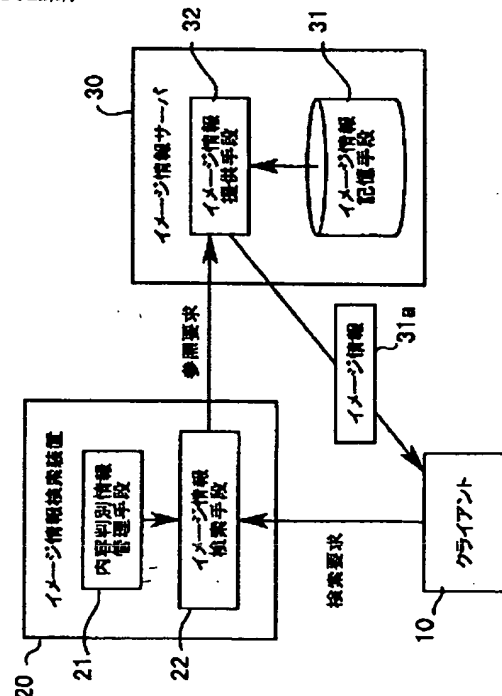 30
イメージ情報サーバ
32
イメージ情報
提供手段
31
イメージ情報
記憶手段
参照要求
イメージ情報
31a
20
イメージ情報検索装置
21
内容判別情報
管理手段
22
イメージ情報
検索手段
検索要求
クライアント
10